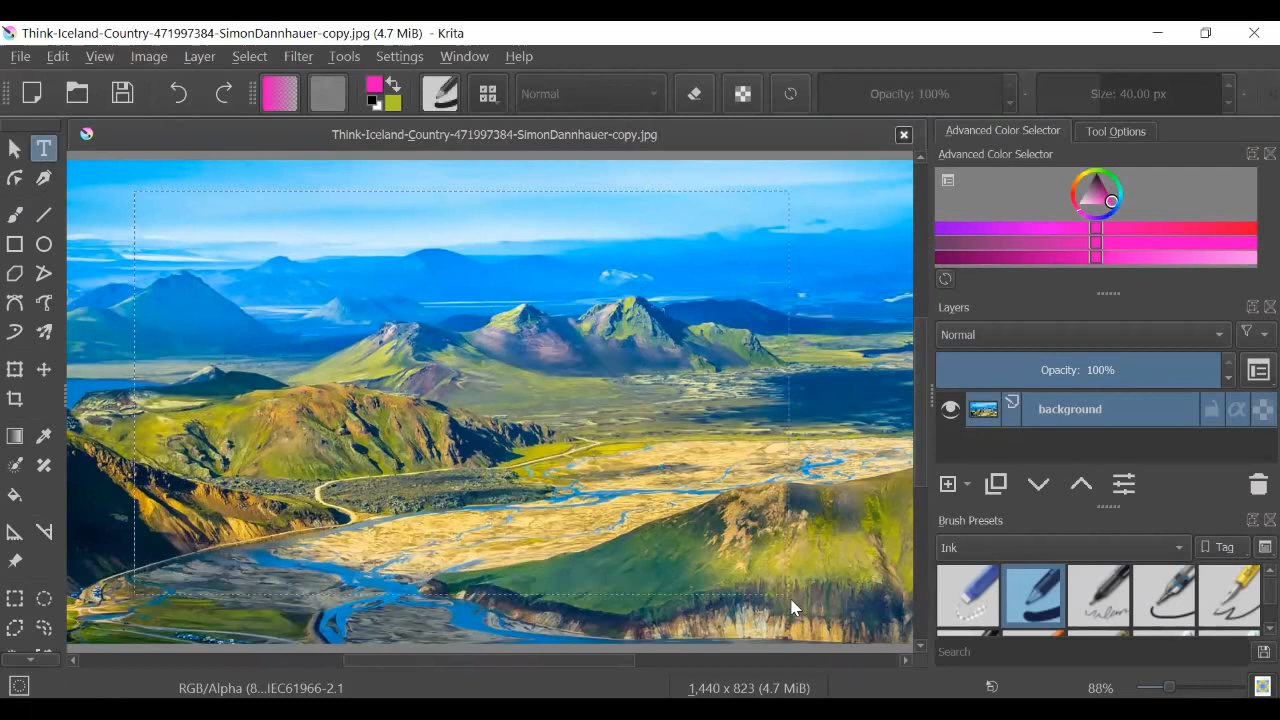 Think-Iceland-Country-471997384-SimonDannhauer-copy.jpg (4.7 MiB) - Krita
File Edit View Image Layer Select Filter Tools Settings Window Help
Normal Opacity: 100% Size: 40.00 px
Think-Iceland-Country-471997384-SimonDannhauer-copy.jpg
Advanced Color Selector Tool Options
Advanced Color Selector
Layers
Normal
Opacity: 100%
background
Brush Presets
Ink Tag
Search
RGB/Alpha (8...IEC61966-2.1 1,440 x 823 (4.7 MiB) 88%